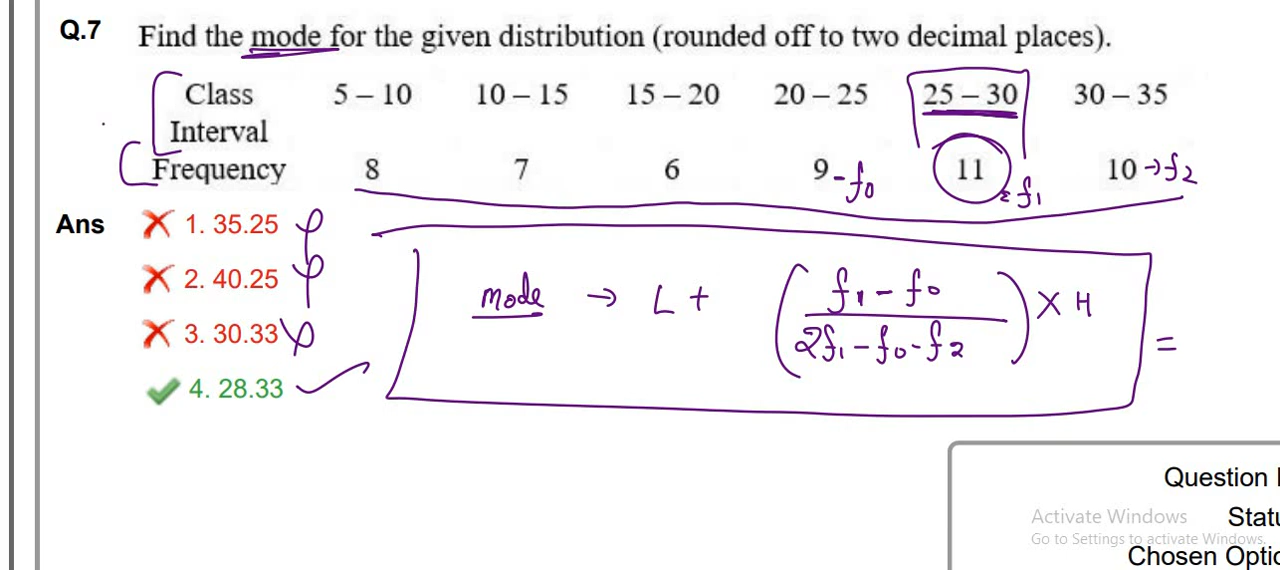 Q.7 Find the mode for the given distribution (rounded off to two decimal places).
Class Interval 5 – 10 10 – 15 15 – 20 20 – 25 25 – 30 30 – 35
Frequency 8 7 6 9 - f0 11 = f1 10 → f2
Ans 1. 35.25
2. 40.25
3. 30.33
4. 28.33
mode → L + ( f1 - f0 / 2f1 - f0 - f2 ) × H =
Question
Activate Windows
Go to Settings to activate Windows.
Statu
Chosen Optio